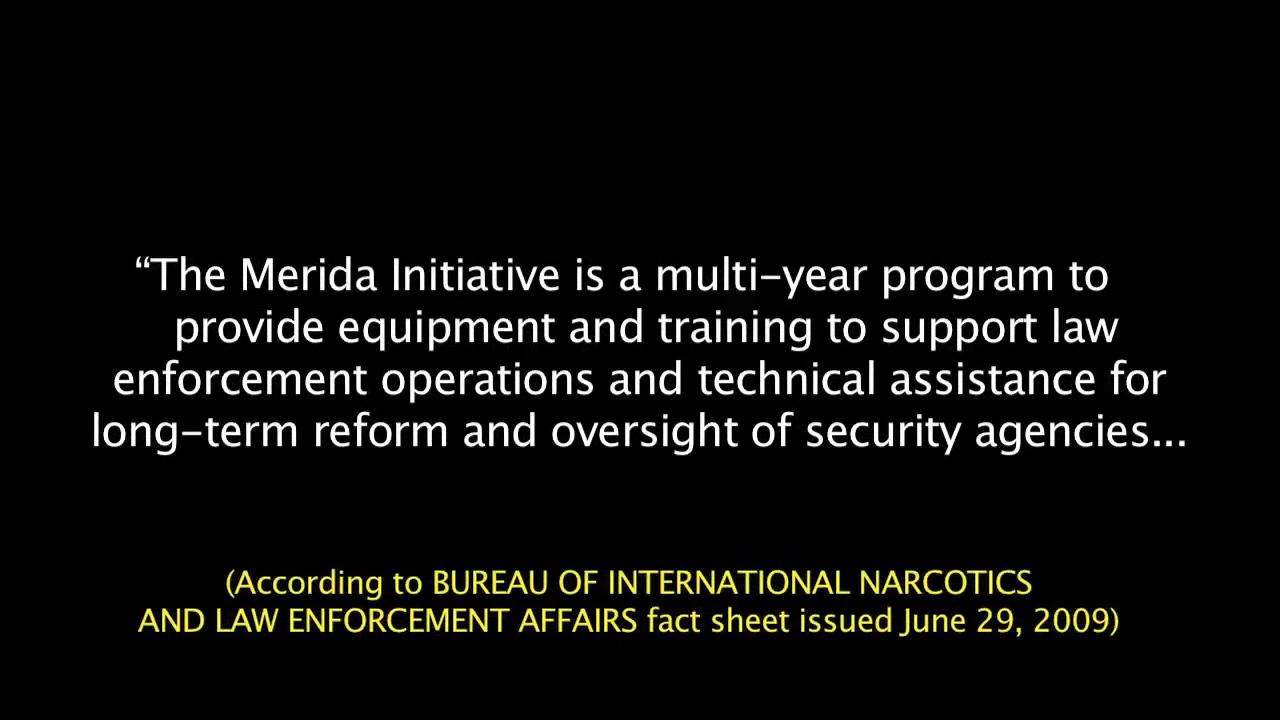 “The Merida Initiative is a multi-year program to
provide equipment and training to support law
enforcement operations and technical assistance for
long-term reform and oversight of security agencies...
(According to BUREAU OF INTERNATIONAL NARCOTICS
AND LAW ENFORCEMENT AFFAIRS fact sheet issued June 29, 2009)